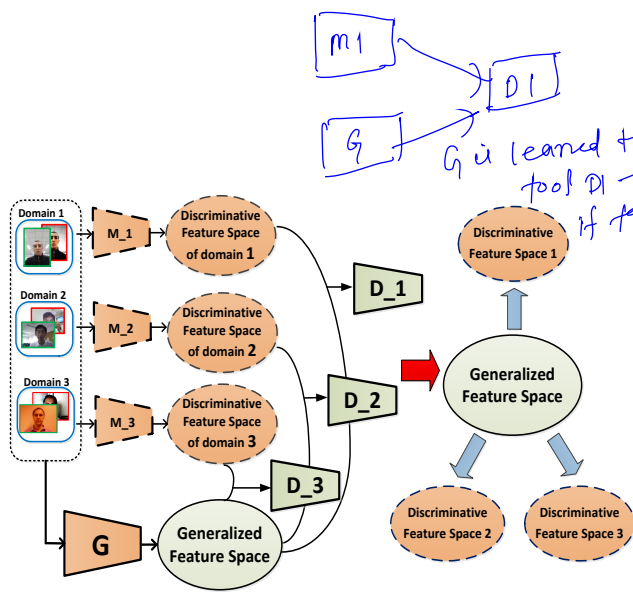 M1
D1
G
G is learned t
fool D1 -
if
Domain 1
M_1
Discriminative
Feature Space
of domain 1
D_1
Domain 2
M_2
Discriminative
Feature Space
of domain 2
D_2
Domain 3
M_3
Discriminative
Feature Space
of domain 3
D_3
G
Generalized
Feature Space
Discriminative
Feature Space 1
Generalized
Feature Space
Discriminative
Feature Space 2
Discriminative
Feature Space 3